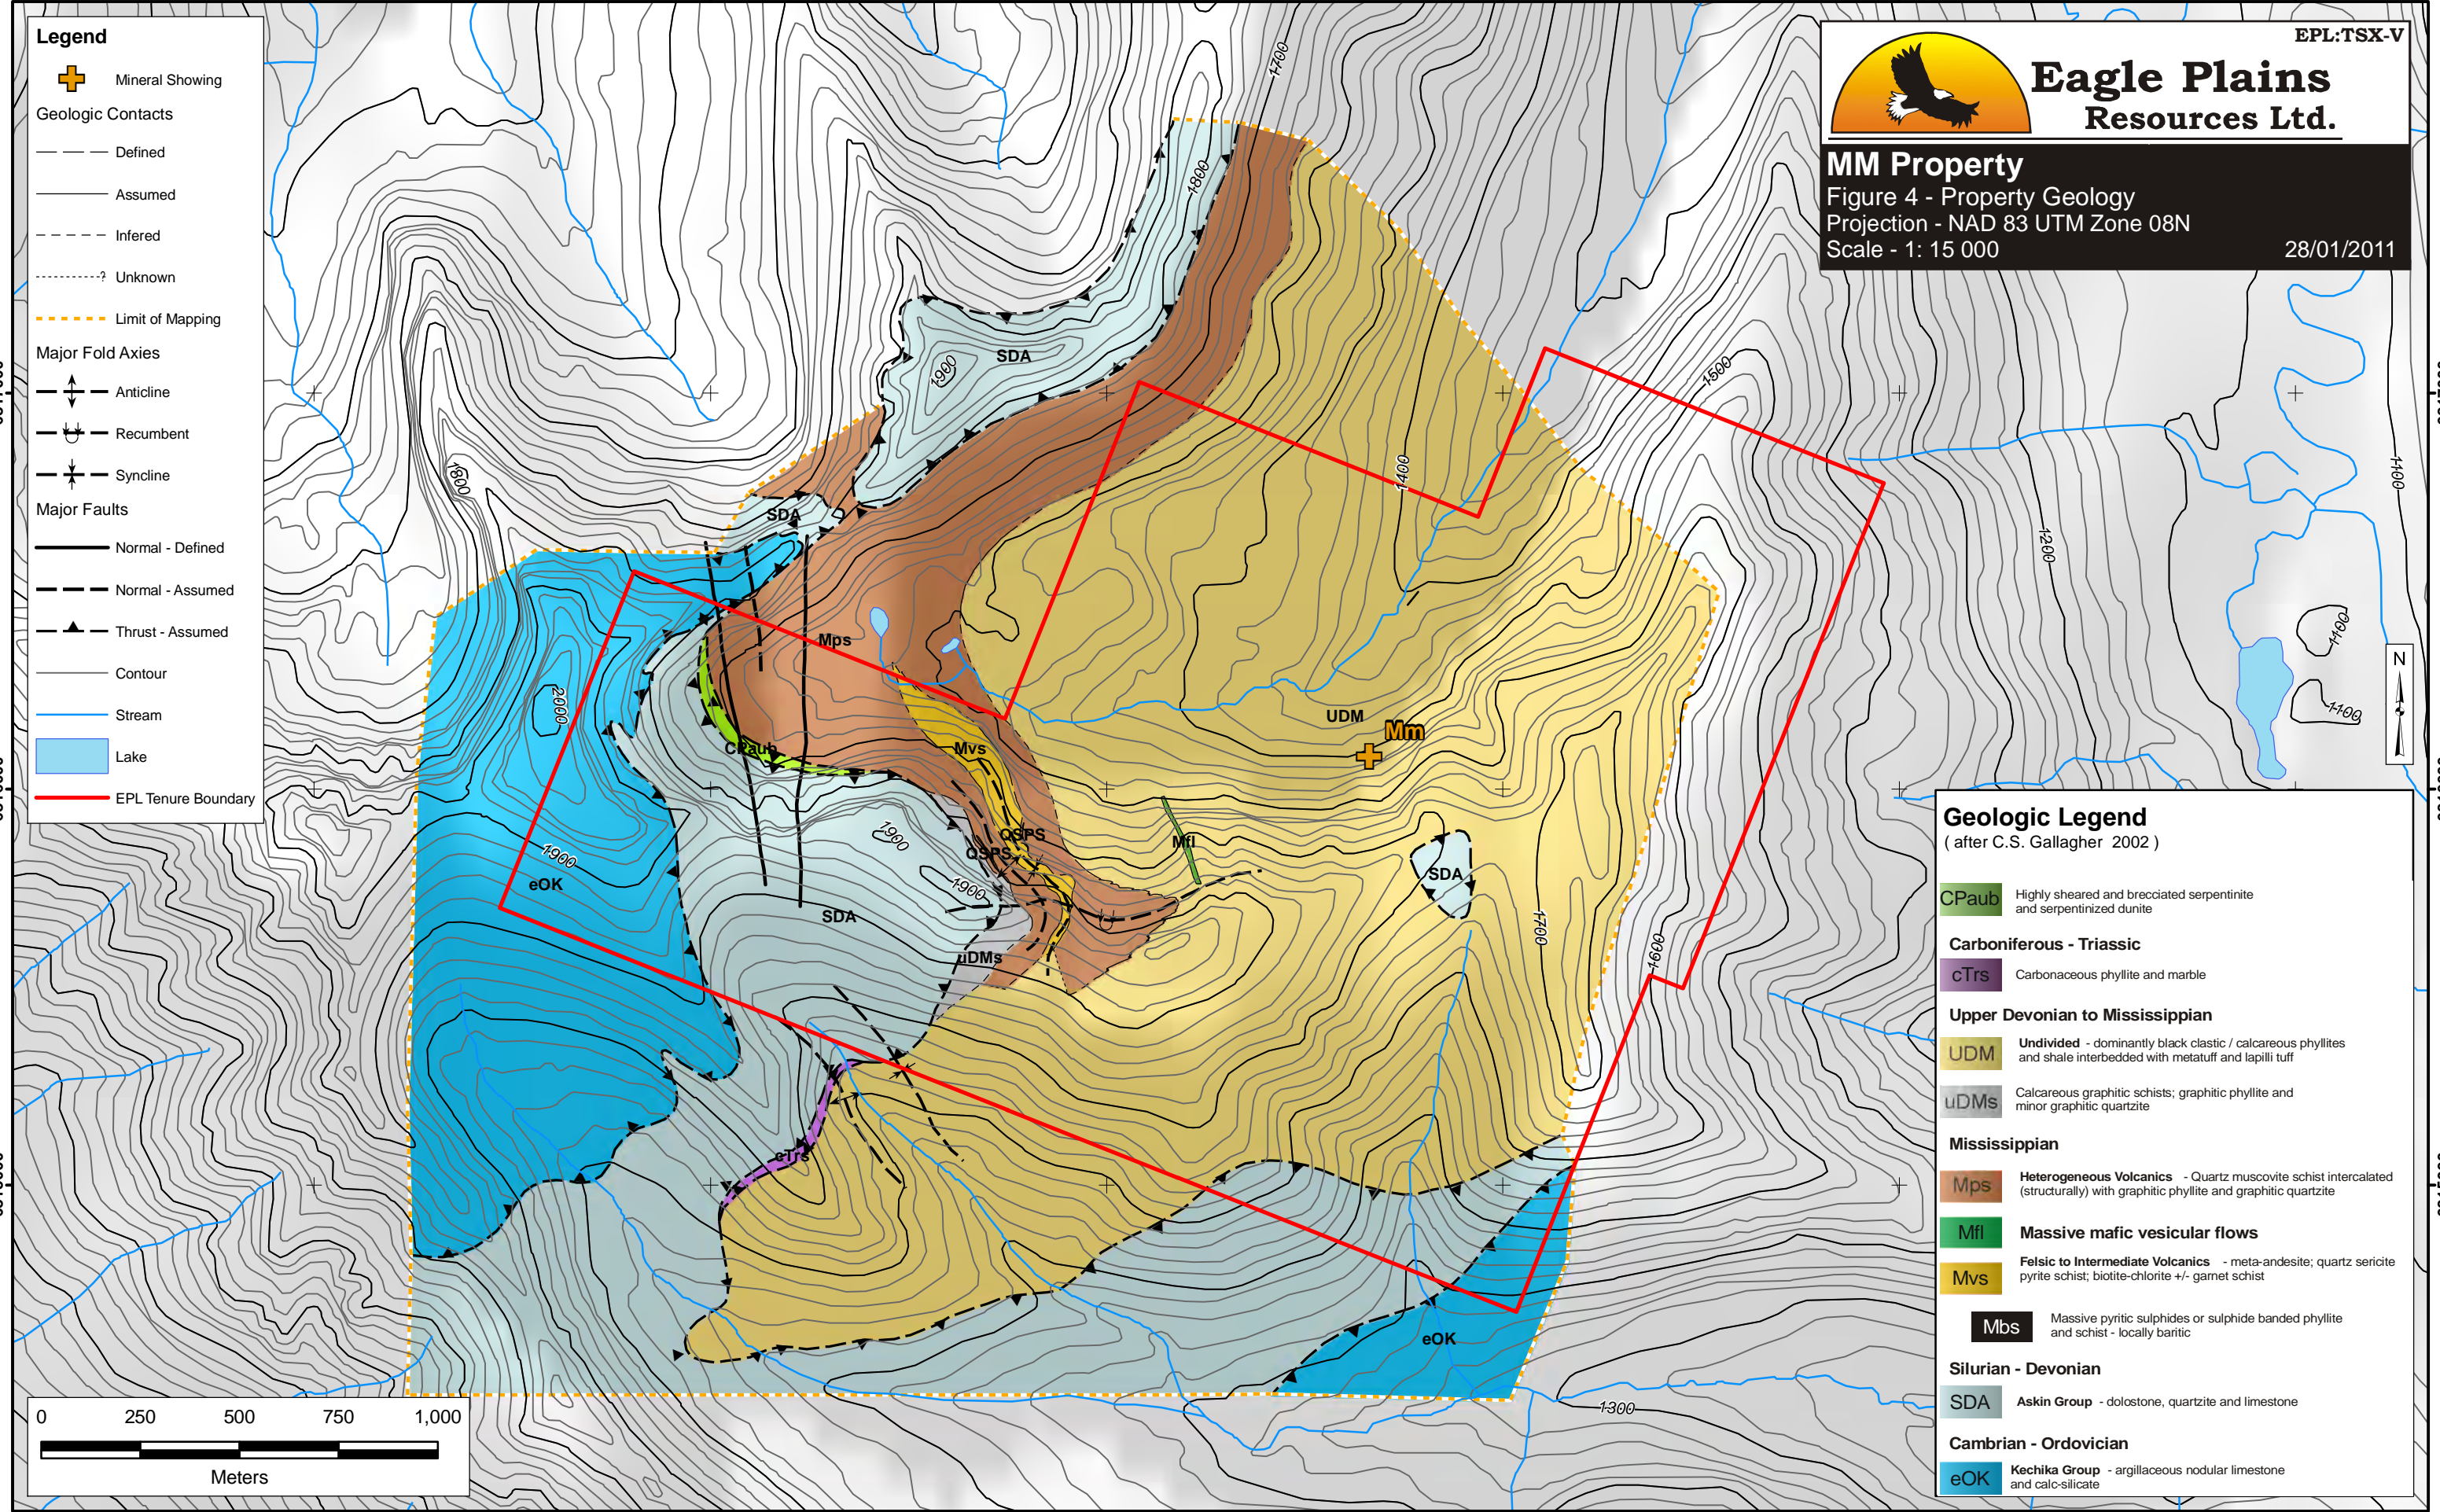 Legend
Mineral Showing
Geologic Contacts
Defined
Assumed
Infered
Unknown
?
Limit of Mapping
Major Fold Axies
Anticline
Recumbent
Syncline
Major Faults
Normal - Defined
Normal - Assumed
Thrust - Assumed
Contour
Stream
Lake
EPL Tenure Boundary
EPL:TSX-V
Eagle Plains
Resources Ltd.
MM Property
Figure 4 - Property Geology
Projection - NAD 83 UTM Zone 08N
Scale - 1: 15 000
28/01/2011
1700
1800
1900
SDA
1800
SDA
1400
1500
1100
1200
1100
1100
N
Mps
2000
UDM
Mm
CPaub
Mvs
1900
QSPS
QSPS
Mfl
1900
eOK
1900
SDA
SDA
1700
1600
uDMs
cTrs
eOK
1300
Geologic Legend
( after C.S. Gallagher 2002 )
CPaub
Highly sheared and brecciated serpentinite
and serpentinized dunite
Carboniferous - Triassic
cTrs
Carbonaceous phyllite and marble
Upper Devonian to Mississippian
UDM
Undivided - dominantly black clastic / calcareous phyllites
and shale interbedded with metatuff and lapilli tuff
uDMs
Calcareous graphitic schists; graphitic phyllite and
minor graphitic quartzite
Mississippian
Mps
Heterogeneous Volcanics - Quartz muscovite schist intercalated
(structurally) with graphitic phyllite and graphitic quartzite
Mfl
Massive mafic vesicular flows
Mvs
Felsic to Intermediate Volcanics - meta-andesite; quartz sericite
pyrite schist; biotite-chlorite +/- garnet schist
Mbs
Massive pyritic sulphides or sulphide banded phyllite
and schist - locally baritic
Silurian - Devonian
SDA
Askin Group - dolostone, quartzite and limestone
Cambrian - Ordovician
eOK
Kechika Group - argillaceous nodular limestone
and calc-silicate
0 250 500 750 1,000
Meters